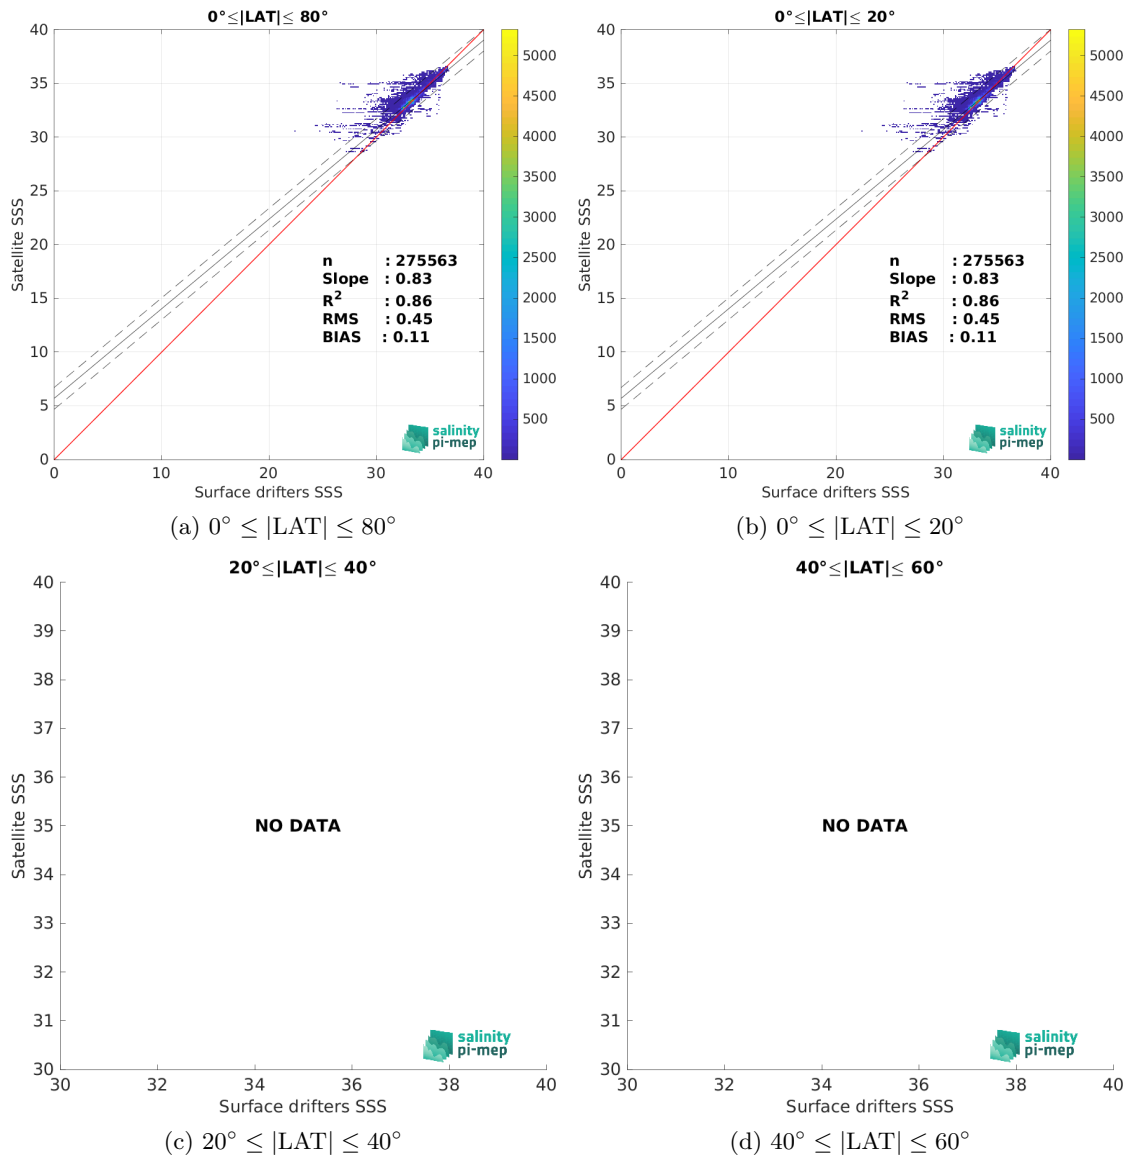 0°≤|LAT|≤ 80°
40
35
30
25
20
15
10
5
0
0
10
20
30
40
Satellite SSS
Surface drifters SSS
n : 275563
Slope : 0.83
R² : 0.86
RMS : 0.45
BIAS : 0.11
salinity
pi-mep
5000
4500
4000
3500
3000
2500
2000
1500
1000
500
(a) 0° ≤ |LAT| ≤ 80°
0°≤|LAT|≤ 20°
40
35
30
25
20
15
10
5
0
0
10
20
30
40
Satellite SSS
Surface drifters SSS
n : 275563
Slope : 0.83
R² : 0.86
RMS : 0.45
BIAS : 0.11
salinity
pi-mep
5000
4500
4000
3500
3000
2500
2000
1500
1000
500
(b) 0° ≤ |LAT| ≤ 20°
20°≤|LAT|≤ 40°
40
39
38
37
36
35
34
33
32
31
30
30
32
34
36
38
40
Satellite SSS
Surface drifters SSS
NO DATA
salinity
pi-mep
(c) 20° ≤ |LAT| ≤ 40°
40°≤|LAT|≤ 60°
40
39
38
37
36
35
34
33
32
31
30
30
32
34
36
38
40
Satellite SSS
Surface drifters SSS
NO DATA
salinity
pi-mep
(d) 40° ≤ |LAT| ≤ 60°